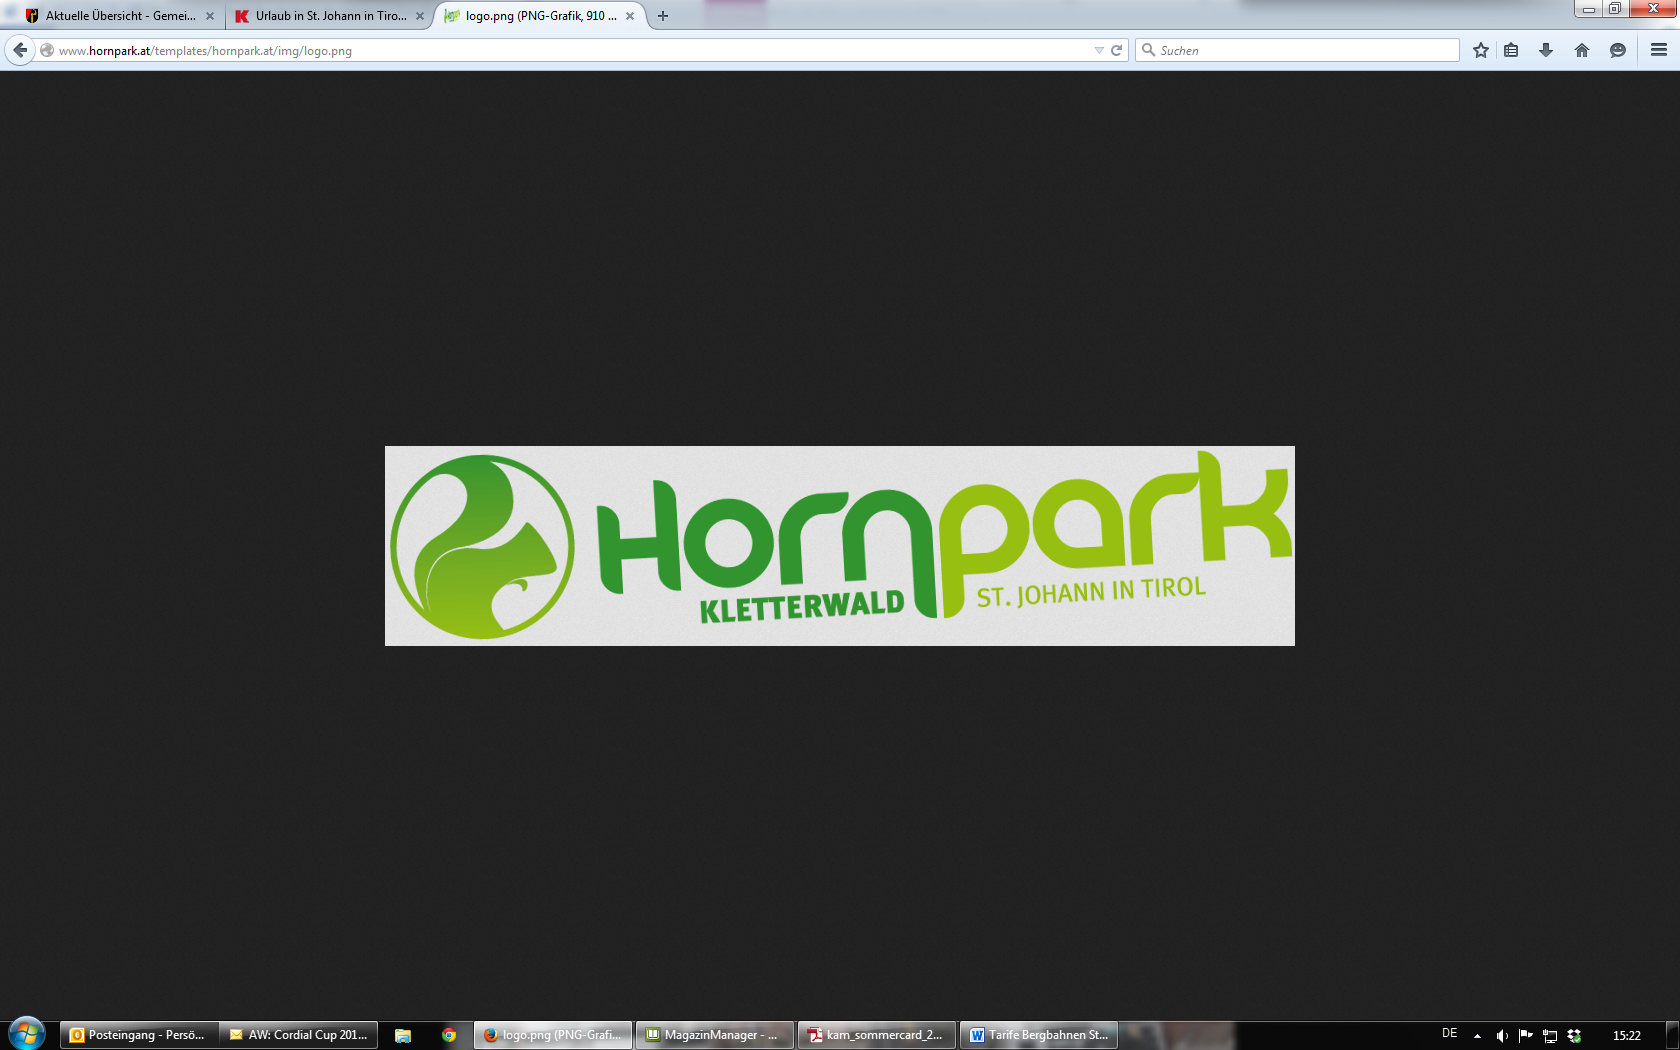 Aktuelle Übersicht - Gemei...
Urlaub in St. Johann in Tiro...
logo.png (PNG-Grafik, 910 ...
www.hornpark.at/templates/hornpark.at/img/logo.png
Suchen
Hornpark
KLETTERWALD
ST. JOHANN IN TIROL
Posteingang - Persö...
AW: Cordial Cup 201...
logo.png (PNG-Grafi...
MagazinManager - ...
kam_sommercard_2...
Tarife Bergbahnen St...
DE
15:22